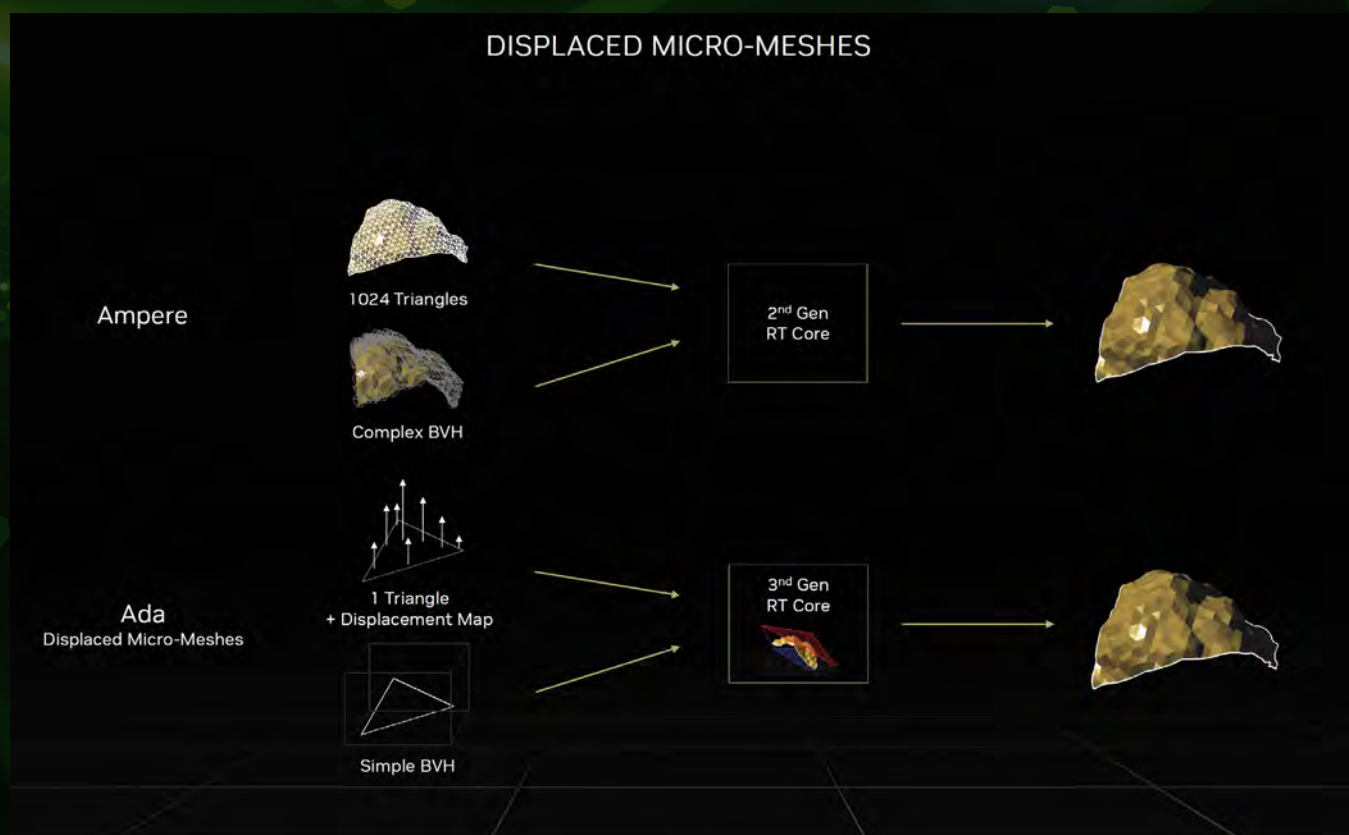 DISPLACED MICRO-MESHES
Ampere
1024 Triangles
Complex BVH
2nd Gen
RT Core
Ada
Displaced Micro-Meshes
1 Triangle
+ Displacement Map
Simple BVH
3nd Gen
RT Core